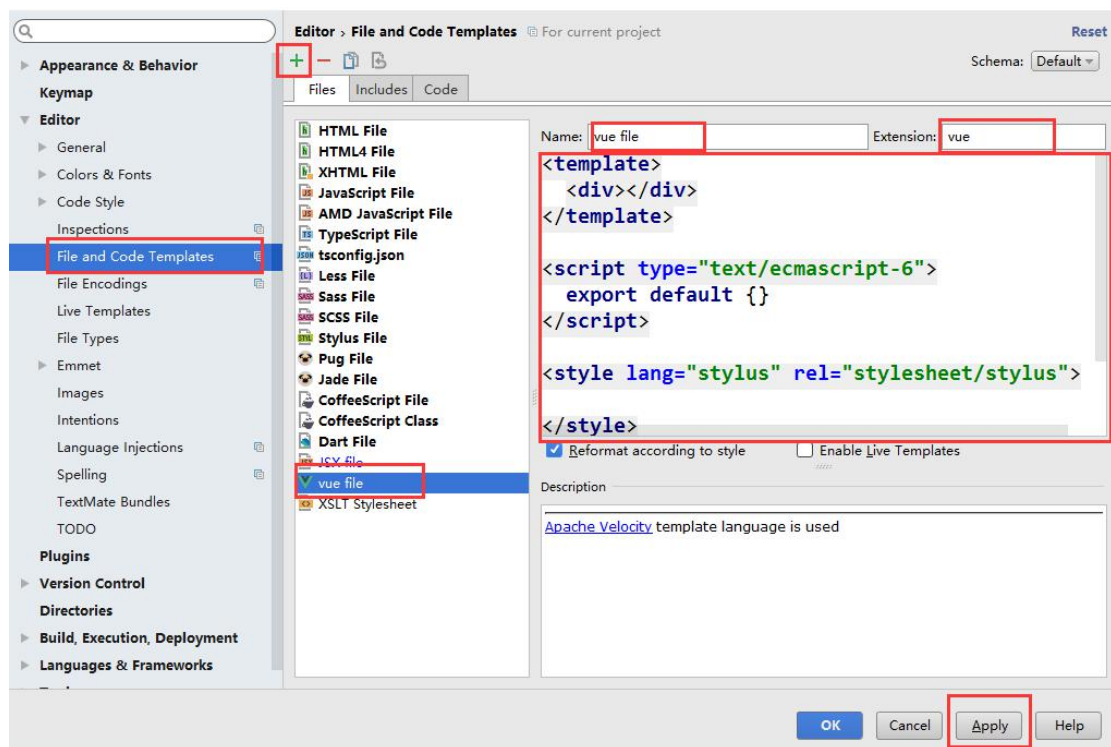 Editor › File and Code Templates For current project Reset
Schema: Default
Files Includes Code
Appearance & Behavior
Keymap
Editor
General
Colors & Fonts
Code Style
Inspections
File and Code Templates
File Encodings
Live Templates
File Types
Emmet
Images
Intentions
Language Injections
Spelling
TextMate Bundles
TODO
Plugins
Version Control
Directories
Build, Execution, Deployment
Languages & Frameworks
HTML File
HTML4 File
XHTML File
JavaScript File
AMD JavaScript File
TypeScript File
tsconfig.json
Less File
Sass File
SCSS File
Stylus File
Pug File
Jade File
CoffeeScript File
CoffeeScript Class
Dart File
JSX file
vue file
XSLT Stylesheet
Name: vue file Extension: vue
<template>
  <div></div>
</template>
<script type="text/ecmascript-6">
  export default {}
</script>
<style lang="stylus" rel="stylesheet/stylus">
</style>
Reformat according to style Enable Live Templates
Description
Apache Velocity template language is used
OK Cancel Apply Help